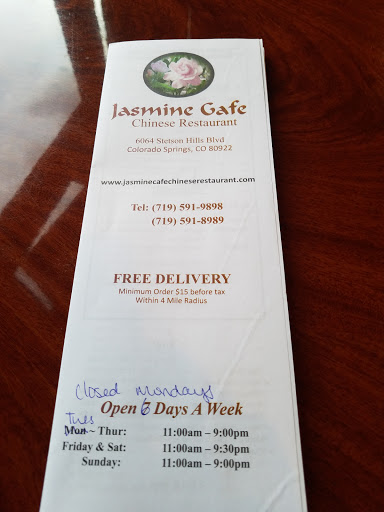 Jasmine Cafe
Chinese Restaurant
6064 Stetson Hills Blvd
Colorado Springs, CO 80922
www.jasminecafechineserestaurant.com
Tel: (719) 591-9898
(719) 591-8989
FREE DELIVERY
Minimum Order $15 before tax
Within 4 Mile Radius
Closed mondays
Open 6 Days A Week
Tues
Mon - Thur: 11:00am – 9:00pm
Friday & Sat: 11:00am – 9:30pm
Sunday: 11:00am – 9:00pm